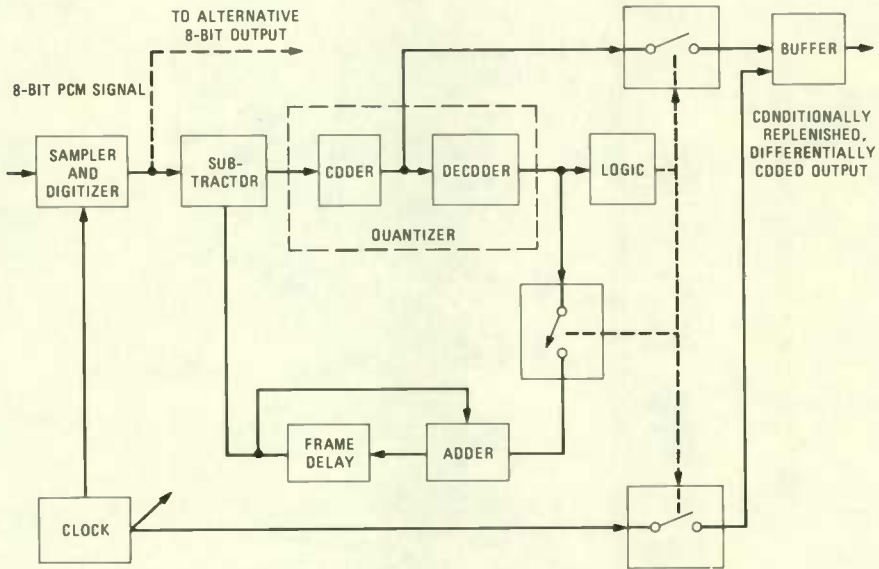 TO ALTERNATIVE
8-BIT OUTPUT
8-BIT PCM SIGNAL
SAMPLER
AND
DIGITIZER
SUB-
TRACTOR
CODER
DECODER
QUANTIZER
LOGIC
BUFFER
CONDITIONALLY
REPLENISHED,
DIFFERENTIALLY
CODED OUTPUT
FRAME
DELAY
ADDER
CLOCK